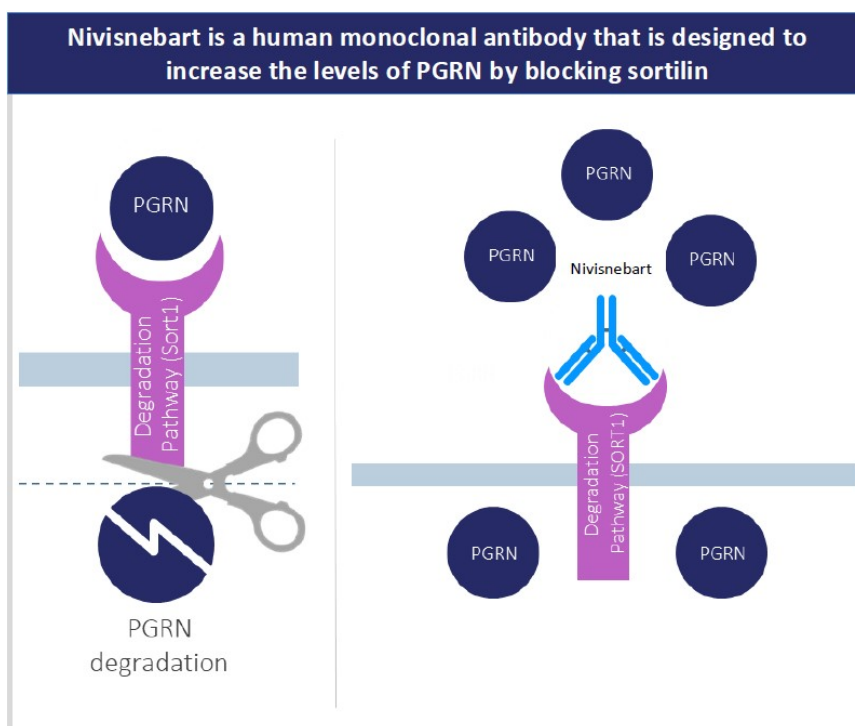 Nivisnebart is a human monoclonal antibody that is designed to
increase the levels of PGRN by blocking sortilin
PGRN
Degradation
Pathway (Sort1)
PGRN
degradation
PGRN
PGRN
PGRN
Nivisnebart
Degradation
Pathway (SORT1)
PGRN
PGRN